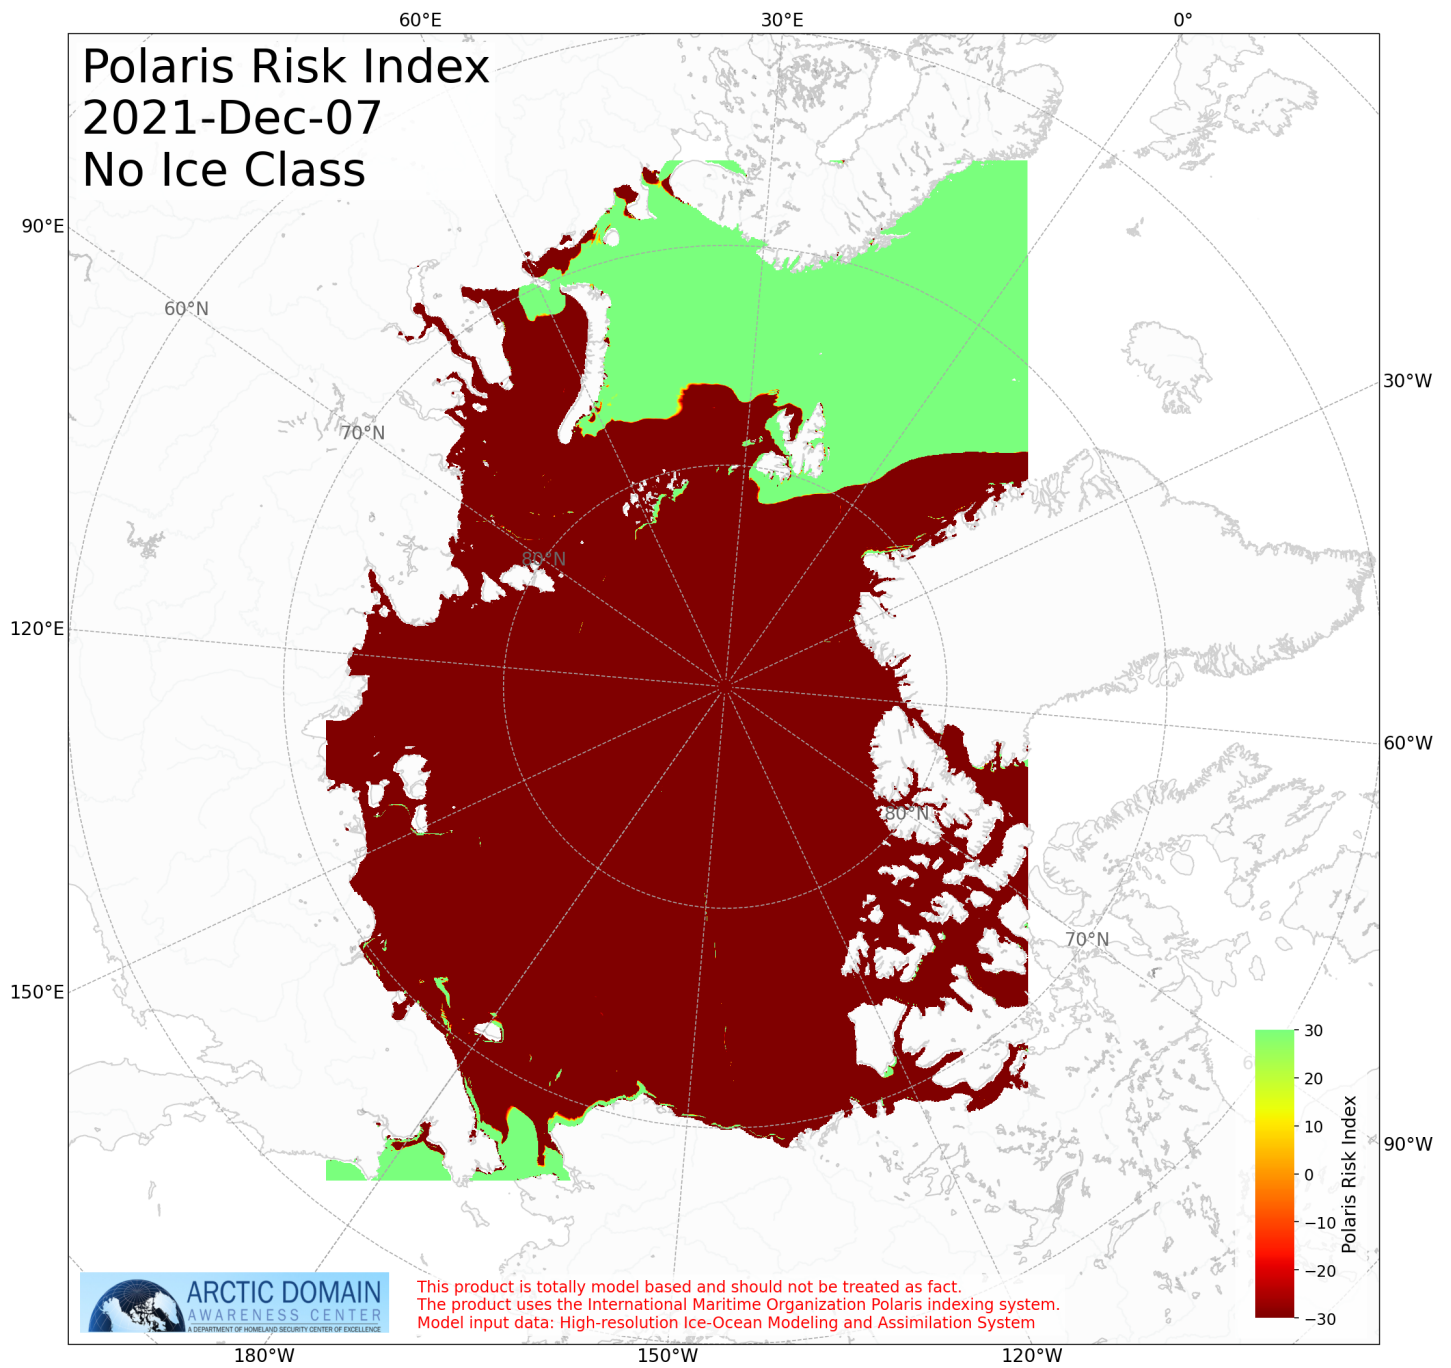 60°E
30°E
0°
Polaris Risk Index
2021-Dec-07
No Ice Class
90°E
60°N
30°W
70°N
80°N
120°E
60°W
80°N
70°N
150°E
30
20
10
0
−10
−20
−30
Polaris Risk Index
90°W
ARCTIC DOMAIN
AWARENESS CENTER
A DEPARTMENT OF HOMELAND SECURITY CENTER OF EXCELLENCE
This product is totally model based and should not be treated as fact.
The product uses the International Maritime Organization Polaris indexing system.
Model input data: High-resolution Ice-Ocean Modeling and Assimilation System
180°W
150°W
120°W